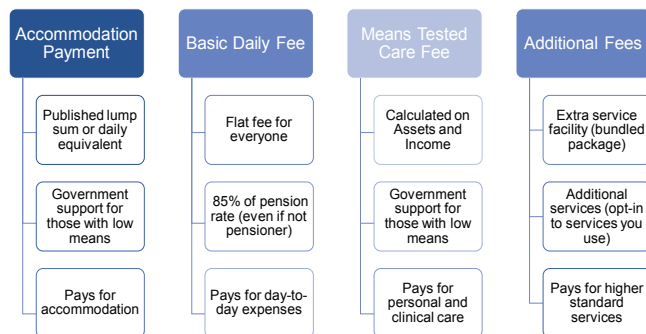 Accommodation
Payment
Published lump
sum or daily
equivalent
Government
support for
those with low
means
Pays for
accommodation
Basic Daily Fee
Flat fee for
everyone
85% of pension
rate (even if not
pensioner)
Pays for day-to-
day expenses
Means Tested
Care Fee
Calculated on
Assets and
Income
Government
support for
those with low
means
Pays for
personal and
clinical care
Additional Fees
Extra service
facility (bundled
package)
Additional
services (opt-in
to services you
use)
Pays for higher
standard
services